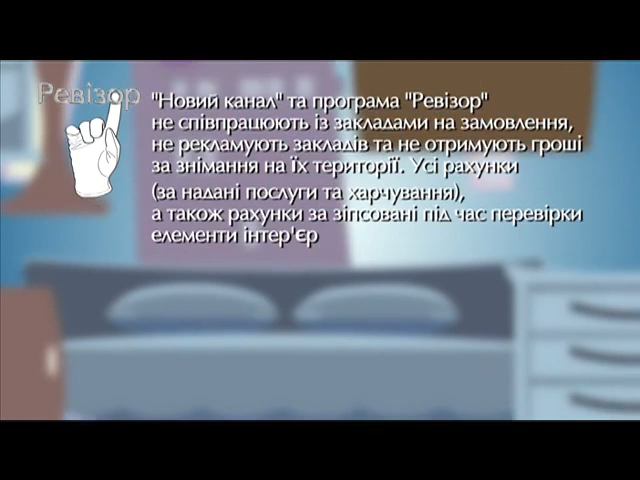 Ревізор
"Новий канал" та програма "Ревізор"
не співпрацюють із закладами на замовлення,
не рекламують закладів та не отримують гроші
за знімання на їх території. Усі рахунки
(за надані послуги та харчування),
а також рахунки за зіпсовані під час перевірки
елементи інтер'єр